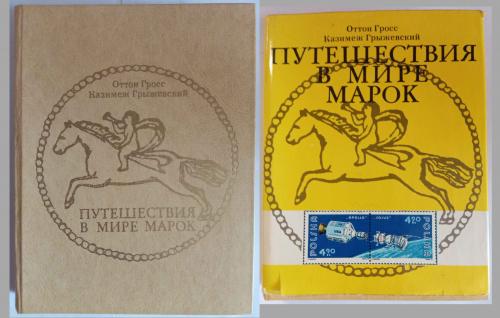 Оттон Гросс
Казимеж Грыжевский
ПУТЕШЕСТВИЯ
В МИРЕ МАРОК
Оттон Гросс
Казимеж Грыжевский
ПУТЕШЕСТВИЯ
В МИРЕ
МАРОК
POLSKA
4,90
"APOLLO"
4,90
POLSKA